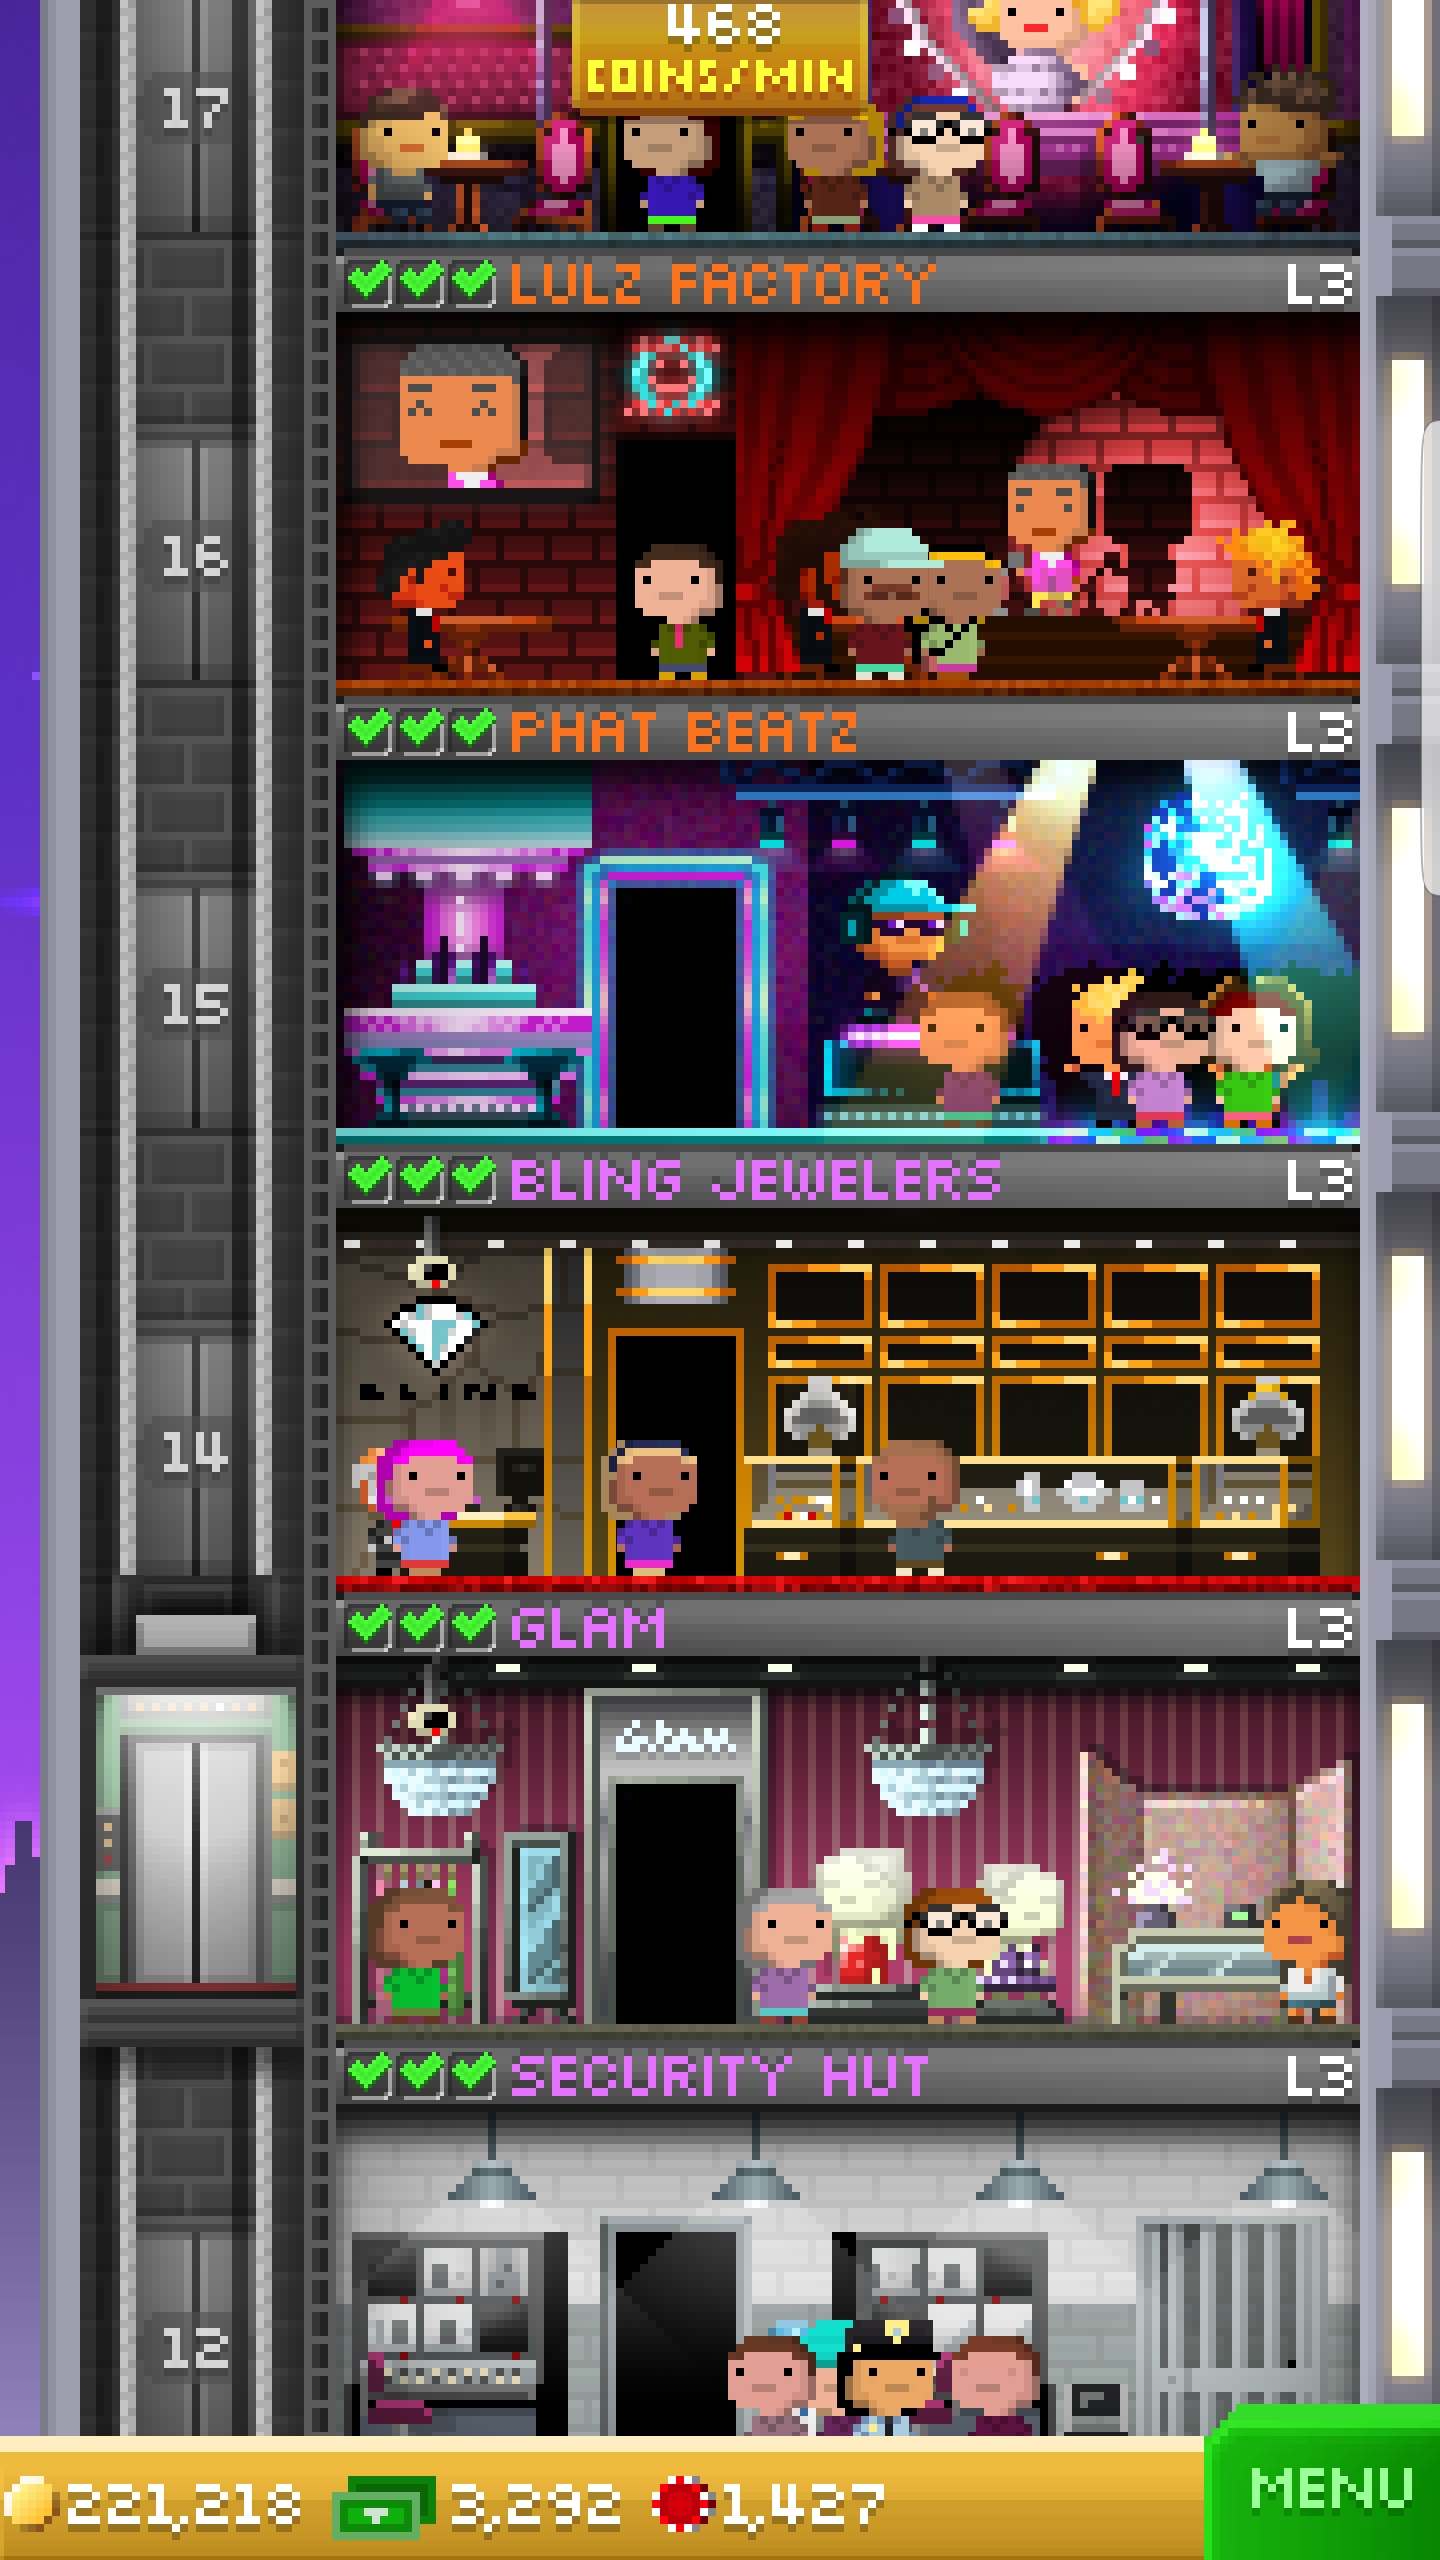 468
COINS/MIN
17
LULZ FACTORY L3
16
PHAT BEATZ L3
15
BLING JEWELERS L3
BLING
14
GLAM L3
Glam
SECURITY HUT L3
12
221,218 3,292 1,427
MENU